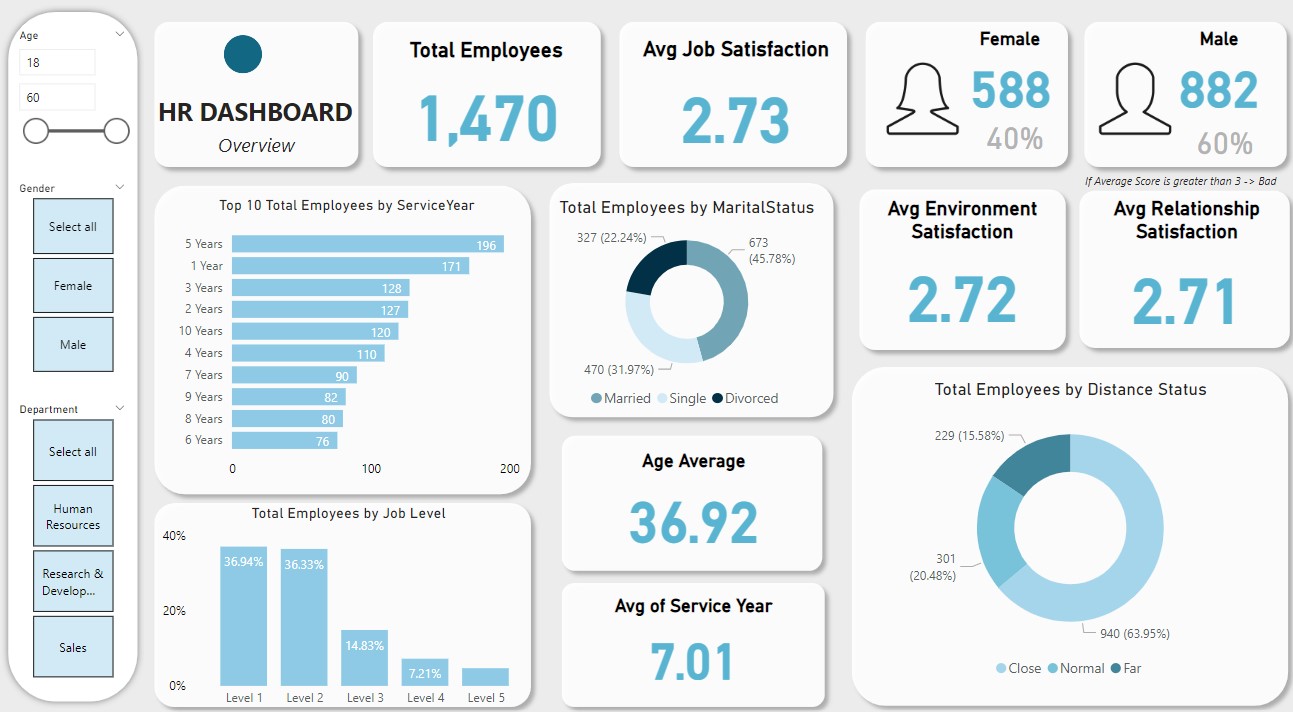 Age
18
60
Gender
Select all
Female
Male
Department
Select all
Human
Resources
Research &
Develop...
Sales
HR DASHBOARD
Overview
Total Employees
1,470
Avg Job Satisfaction
2.73
Female
588
40%
Male
882
60%
If Average Score is greater than 3 -> Bad
Top 10 Total Employees by ServiceYear
5 Years 196
1 Year 171
3 Years 128
2 Years 127
10 Years 120
4 Years 110
7 Years 90
9 Years 82
8 Years 80
6 Years 76
0 100 200
Total Employees by MaritalStatus
327 (22.24%)
673
(45.78%)
470 (31.97%)
Married Single Divorced
Avg Environment
Satisfaction
2.72
Avg Relationship
Satisfaction
2.71
Total Employees by Job Level
40%
20%
0%
36.94%
36.33%
14.83%
7.21%
Level 1 Level 2 Level 3 Level 4 Level 5
Age Average
36.92
Avg of Service Year
7.01
Total Employees by Distance Status
229 (15.58%)
301
(20.48%)
940 (63.95%)
Close Normal Far